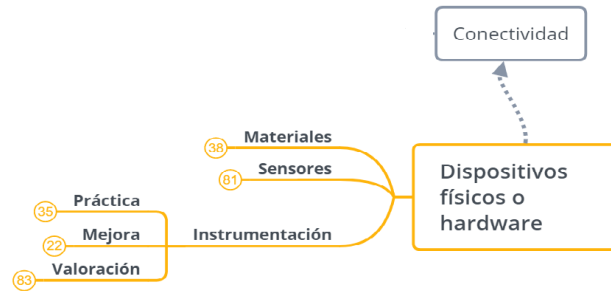 Conectividad
Materiales
38
Sensores
81
Dispositivos
físicos o
hardware
Práctica
35
Mejora
22
Instrumentación
Valoración
83